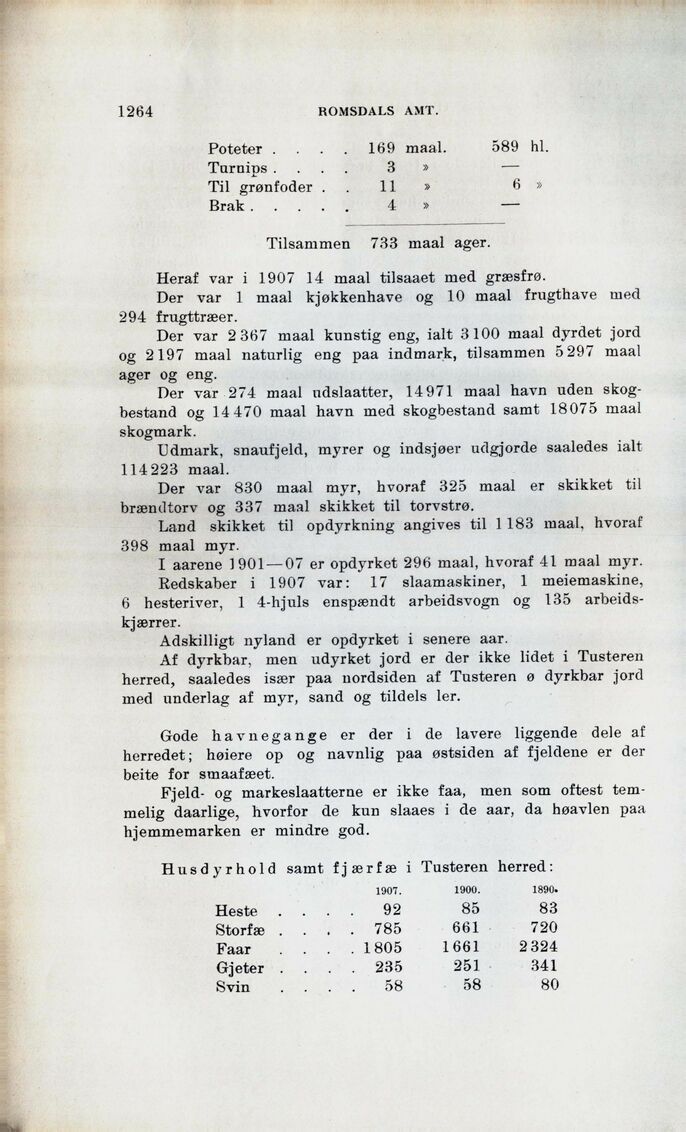 1264 ROMSDALS AMT.
Poteter . . . . 169 maal. 589 hl.
Turnips . . . . 3 » —
Til grønfoder . . 11 » 6 »
Brak . . . . . 4 » —
Tilsammen 733 maal ager.
Heraf var i 1907 14 maal tilsaaet med græsfrø.
Der var 1 maal kjøkkenhave og 10 maal frugthave med
294 frugttræer.
Der var 2 367 maal kunstig eng, ialt 3 100 maal dyrdet jord
og 2 197 maal naturlig eng paa indmark, tilsammen 5 297 maal
ager og eng.
Der var 274 maal udslaatter, 14 971 maal havn uden skog-
bestand og 14 470 maal havn med skogbestand samt 18 075 maal
skogmark.
Udmark, snaufjeld, myrer og indsjøer udgjorde saaledes ialt
114 223 maal.
Der var 830 maal myr, hvoraf 325 maal er skikket til
brændtorv og 337 maal skikket til torvstrø.
Land skikket til opdyrkning angives til 1 183 maal, hvoraf
398 maal myr.
I aarene 1901—07 er opdyrket 296 maal, hvoraf 41 maal myr.
Redskaber i 1907 var: 17 slaamaskiner, 1 meiemaskine,
6 hesteriver, 1 4-hjuls enspændt arbeidsvogn og 135 arbeids-
kjærrer.
Adskilligt nyland er opdyrket i senere aar.
Af dyrkbar, men udyrket jord er der ikke lidet i Tusteren
herred, saaledes især paa nordsiden af Tusteren ø dyrkbar jord
med underlag af myr, sand og tildels ler.
Gode havnegange er der i de lavere liggende dele af
herredet; høiere op og navnlig paa østsiden af fjeldene er der
beite for smaafæet.
Fjeld- og markeslaatterne er ikke faa, men som oftest tem-
melig daarlige, hvorfor de kun slaaes i de aar, da høavlen paa
hjemmemarken er mindre god.
Husdyrhold samt fjærfæ i Tusteren herred:
1907. 1900. 1890.
Heste . . . . 92 85 83
Storfæ . . . . 785 661 720
Faar . . . . 1 805 1 661 2 324
Gjeter . . . . 235 251 341
Svin . . . . 58 58 80